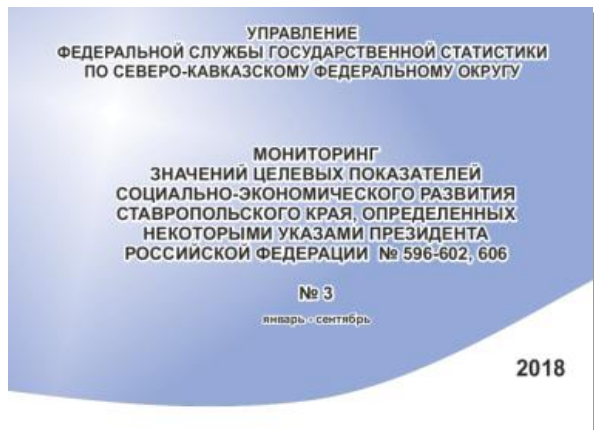 УПРАВЛЕНИЕ
ФЕДЕРАЛЬНОЙ СЛУЖБЫ ГОСУДАРСТВЕННОЙ СТАТИСТИКИ
ПО СЕВЕРО-КАВКАЗСКОМУ ФЕДЕРАЛЬНОМУ ОКРУГУ
МОНИТОРИНГ
ЗНАЧЕНИЙ ЦЕЛЕВЫХ ПОКАЗАТЕЛЕЙ
СОЦИАЛЬНО-ЭКОНОМИЧЕСКОГО РАЗВИТИЯ
СТАВРОПОЛЬСКОГО КРАЯ, ОПРЕДЕЛЕННЫХ
НЕКОТОРЫМИ УКАЗАМИ ПРЕЗИДЕНТА
РОССИЙСКОЙ ФЕДЕРАЦИИ № 596-602, 606
№ 3
январь - сентябрь
2018